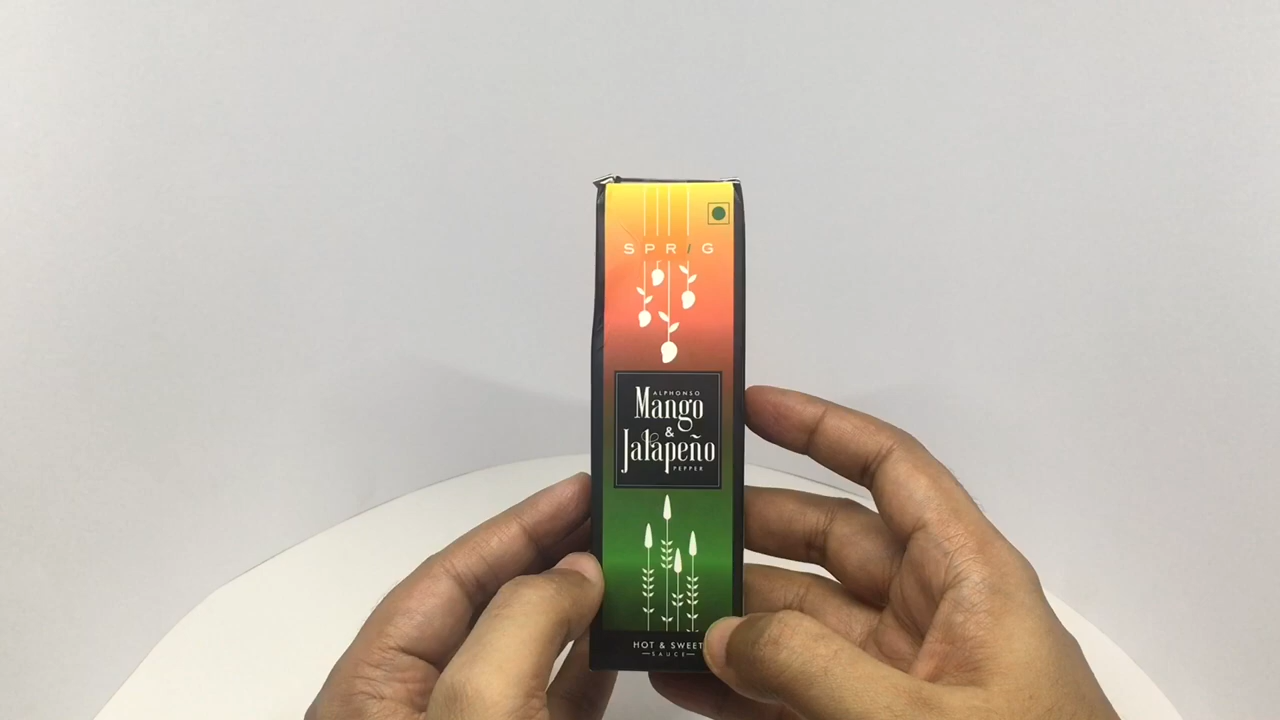 SPRIG
ALPHONSO
Mango
&
Jalapeño
PEPPER
HOT & SWEET
SAUCE